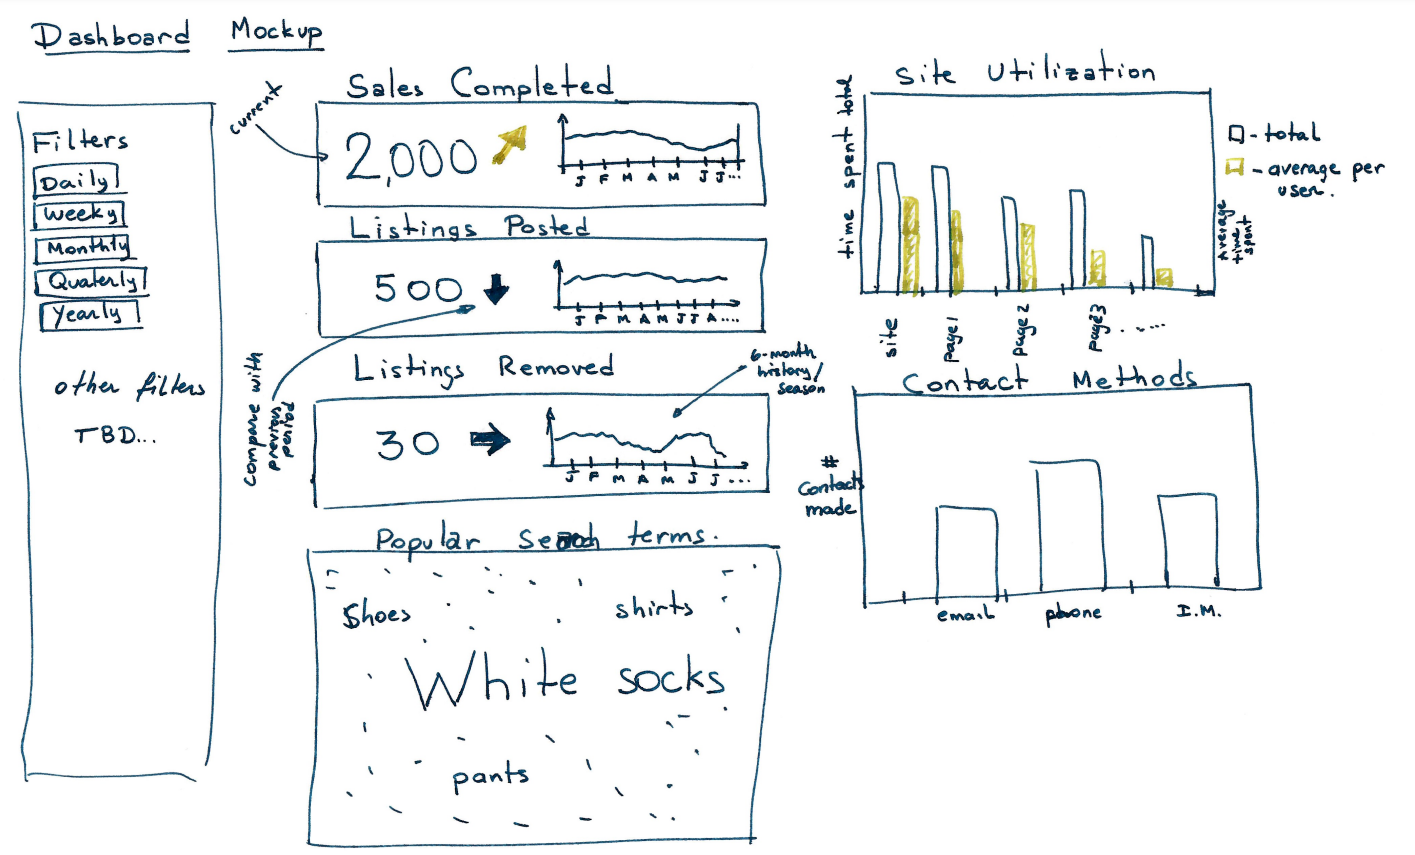 Dashboard Mockup
Filters
Daily
Weekly
Monthly
Quaterly
Yearly
other filters
TBD...
current
Sales Completed
2,000
J F M A M J J...
Listings Posted
500
J F M A M J J A....
compare with
previous
period
Listings Removed
30
6-month
history/
season
J F M A M J J...
Popular Search terms.
Shoes
shirts
White socks
pants
Site Utilization
time spent total
- total
- average per
user.
Average
time
spent
site
page1
page2
page3
.....
Contact Methods
#
Contacts
made
email
phone
I.M.